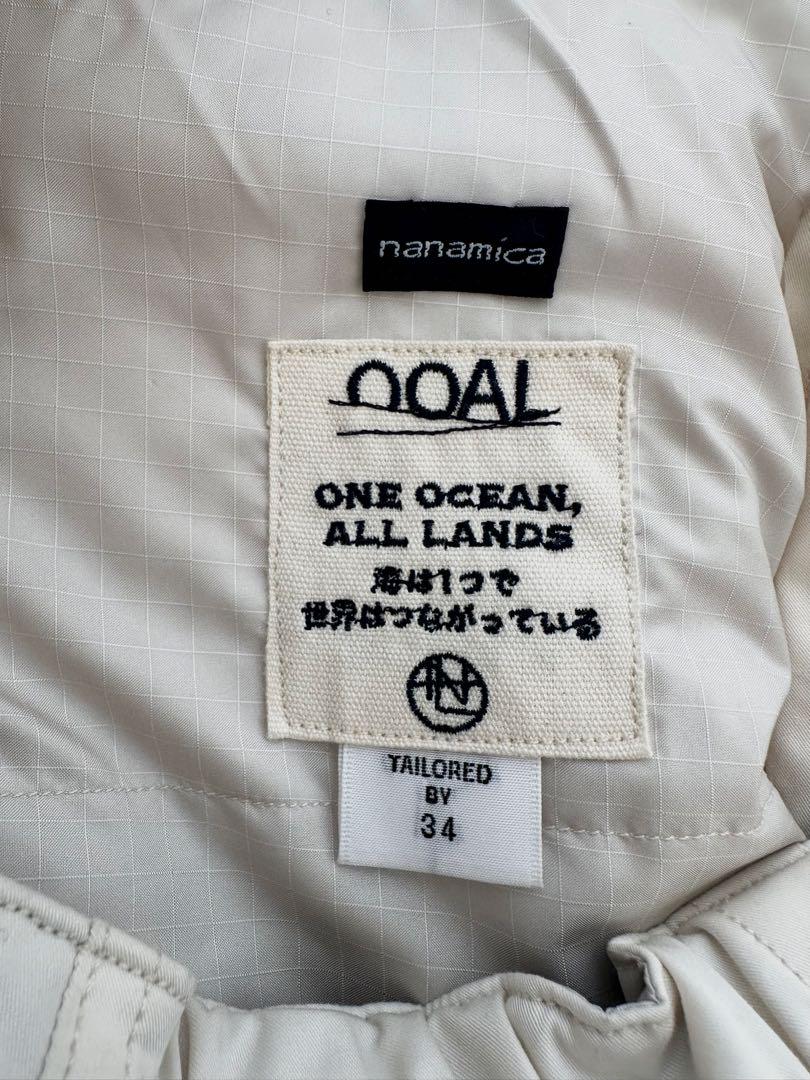 nanamica
OOAL
ONE OCEAN,
ALL LANDS
海は1つで
世界はつながっている
TAILORED
BY
34